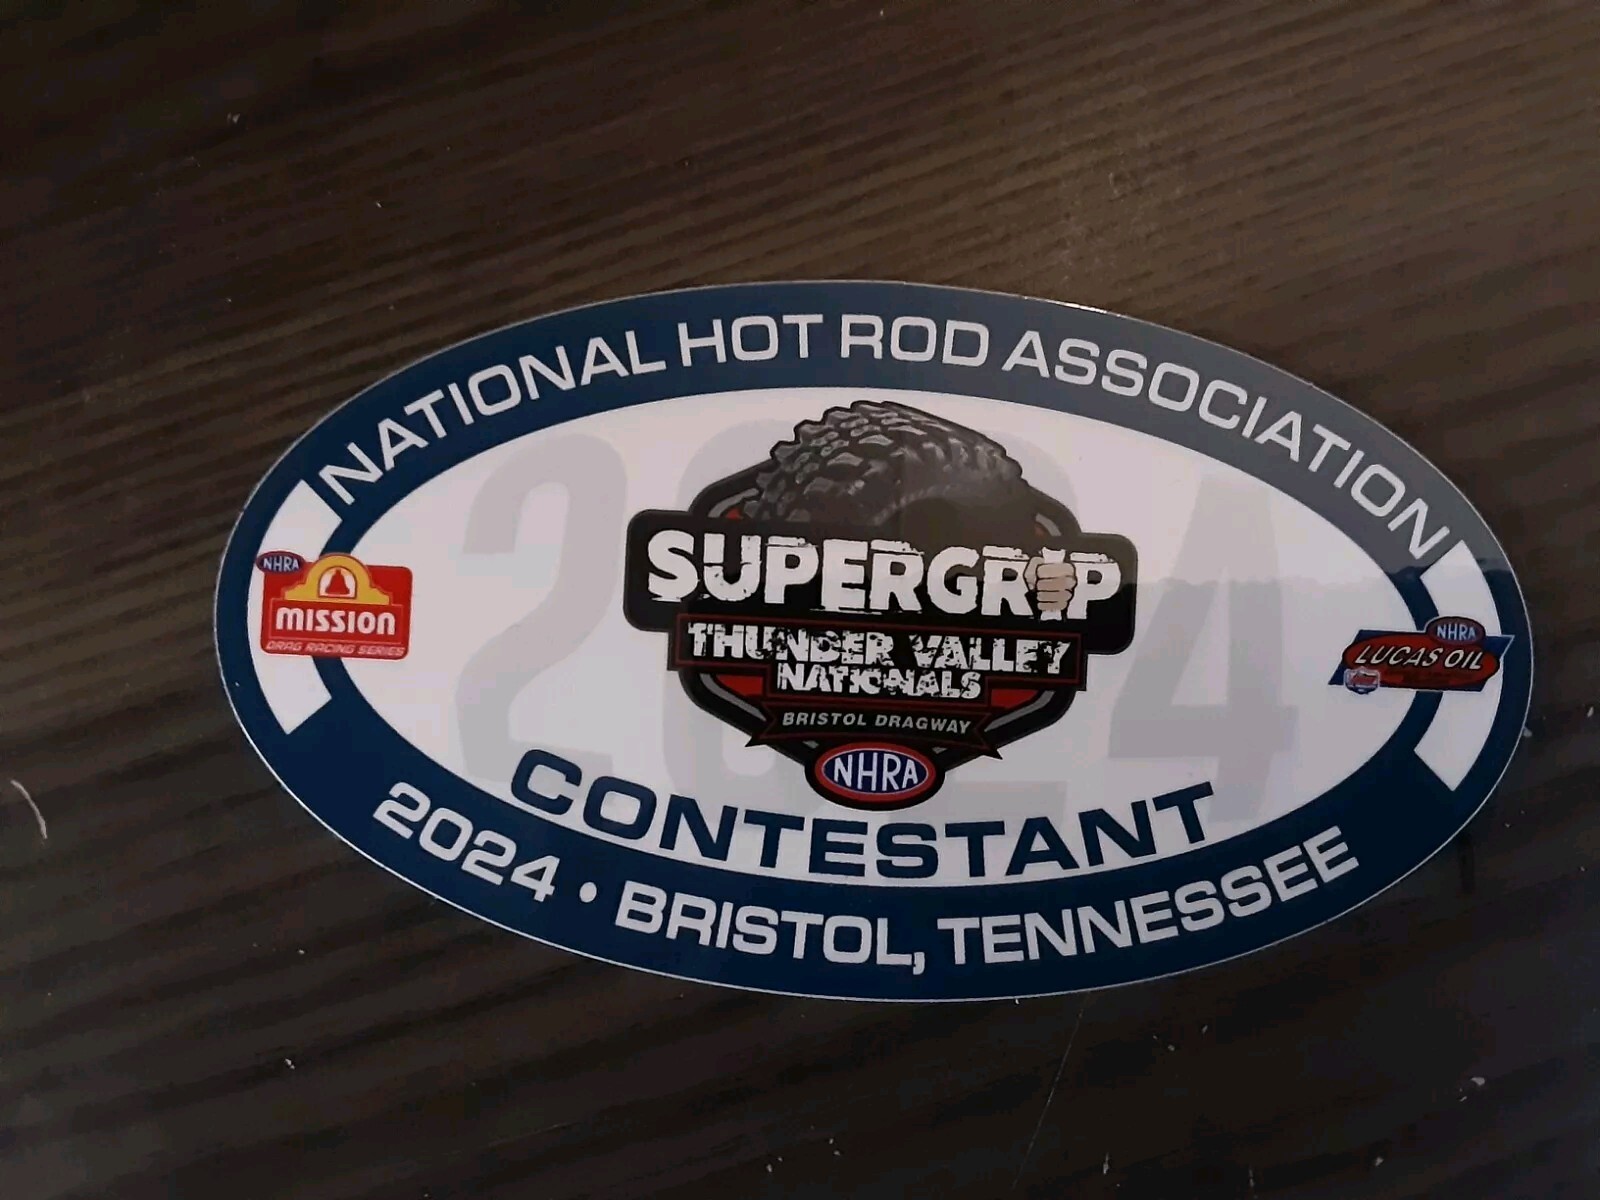 NATIONAL HOT ROD ASSOCIATION
2024
SUPERGRIP
THUNDER VALLEY
NATIONALS
BRISTOL DRAGWAY
NHRA
NHRA
MISSION
DRAG RACING SERIES
NHRA
LUCAS OIL
CONTESTANT
2024 • BRISTOL, TENNESSEE